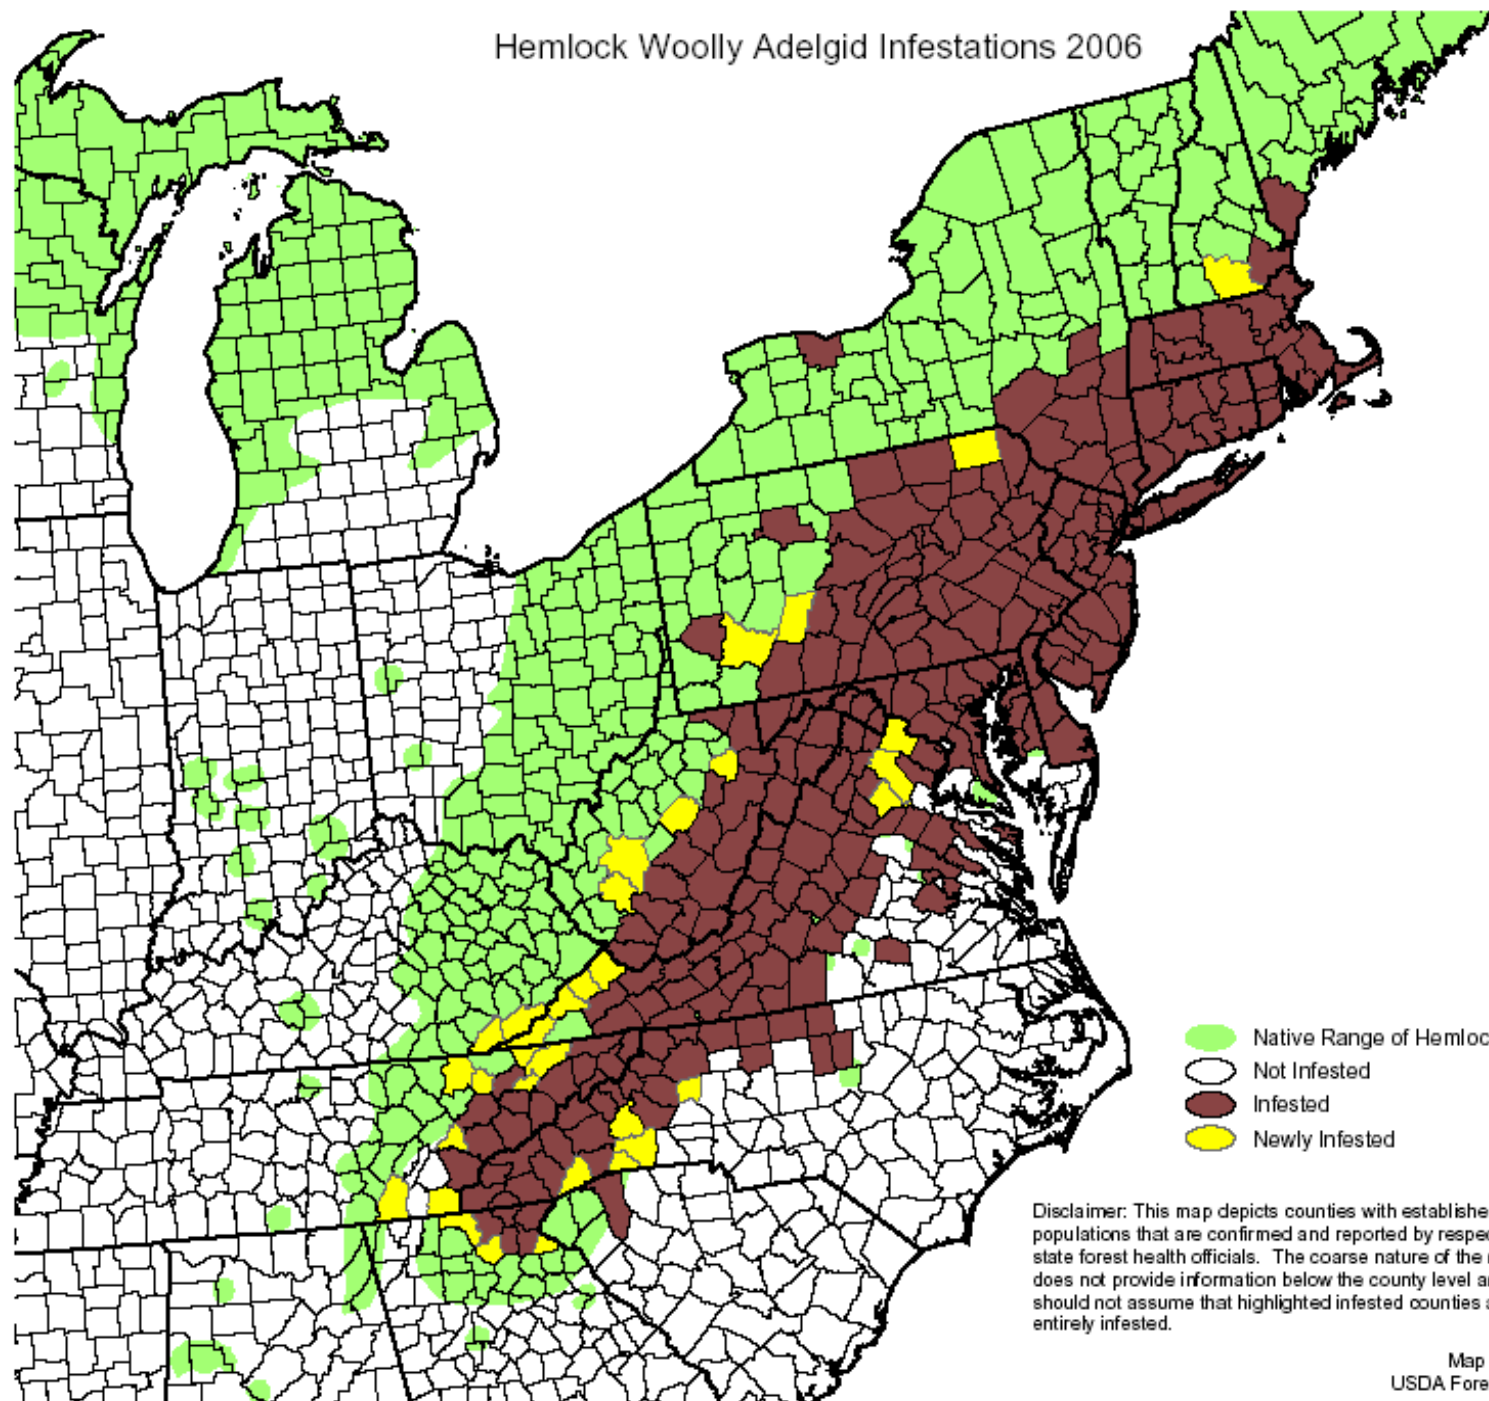 Hemlock Woolly Adelgid Infestations 2006
Native Range of Hemloc
Not Infested
Infested
Newly Infested
Disclaimer: This map depicts counties with establishe
populations that are confirmed and reported by respe
state forest health officials. The coarse nature of the
does not provide information below the county level a
should not assume that highlighted infested counties a
entirely infested.
Map
USDA Fore